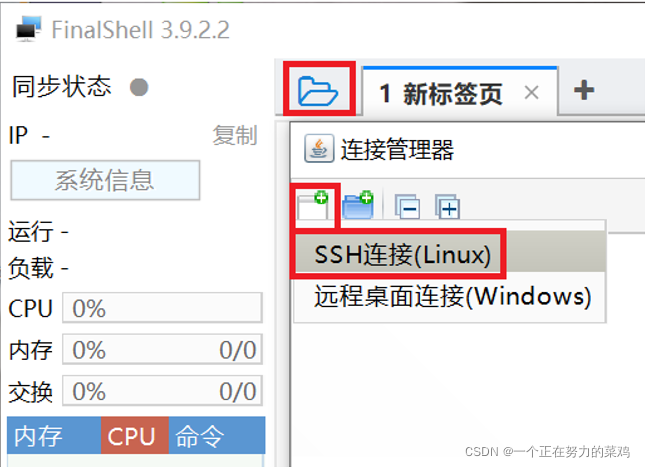 FinalShell 3.9.2.2
同步状态
1 新标签页
IP -
复制
连接管理器
系统信息
运行 -
负载 -
SSH连接(Linux)
远程桌面连接(Windows)
CPU 0%
内存 0% 0/0
交换 0% 0/0
内存 CPU 命令
CSDN @一个正在努力的菜鸡